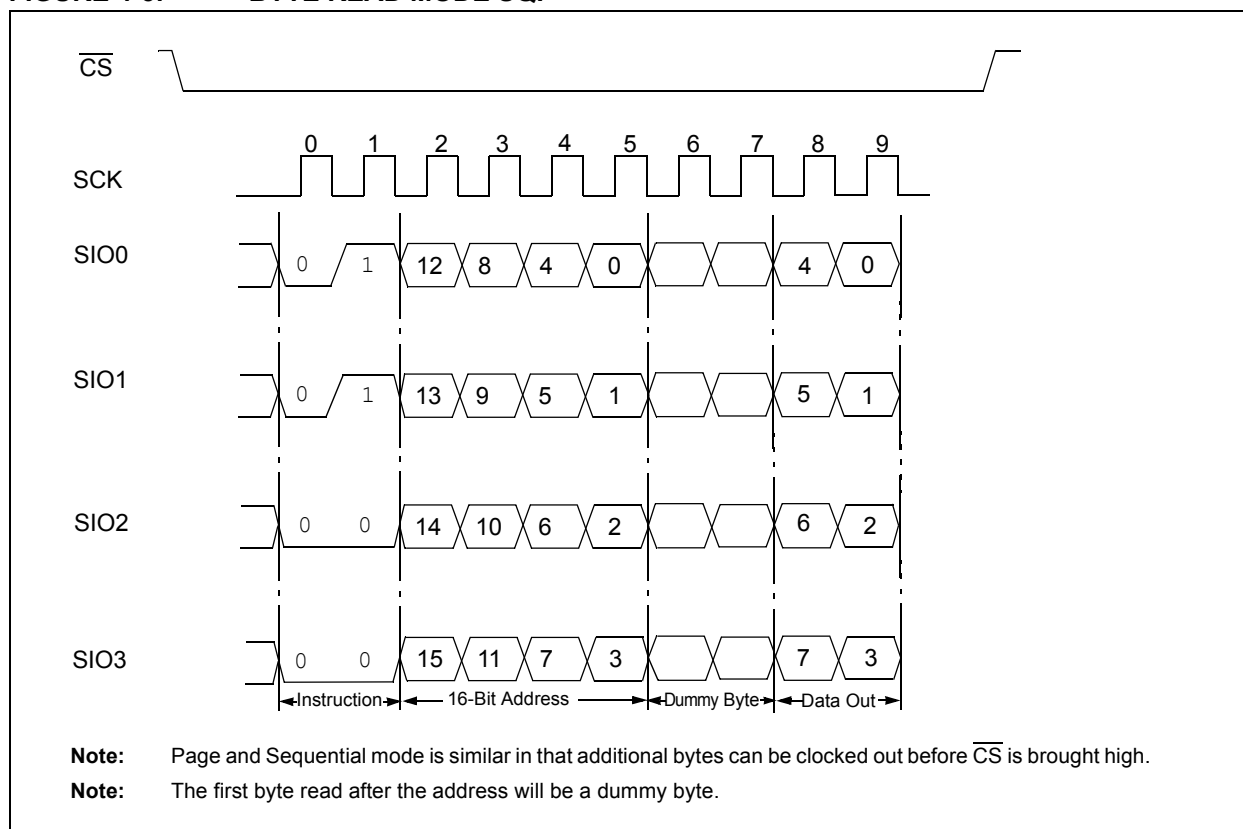 CS
0 1 2 3 4 5 6 7 8 9
SCK
SIO0 0 1 12 8 4 0 4 0
SIO1 0 1 13 9 5 1 5 1
SIO2 0 0 14 10 6 2 6 2
SIO3 0 0 15 11 7 3 7 3
Instruction 16-Bit Address Dummy Byte Data Out
Note: Page and Sequential mode is similar in that additional bytes can be clocked out before CS is brought high.
Note: The first byte read after the address will be a dummy byte.